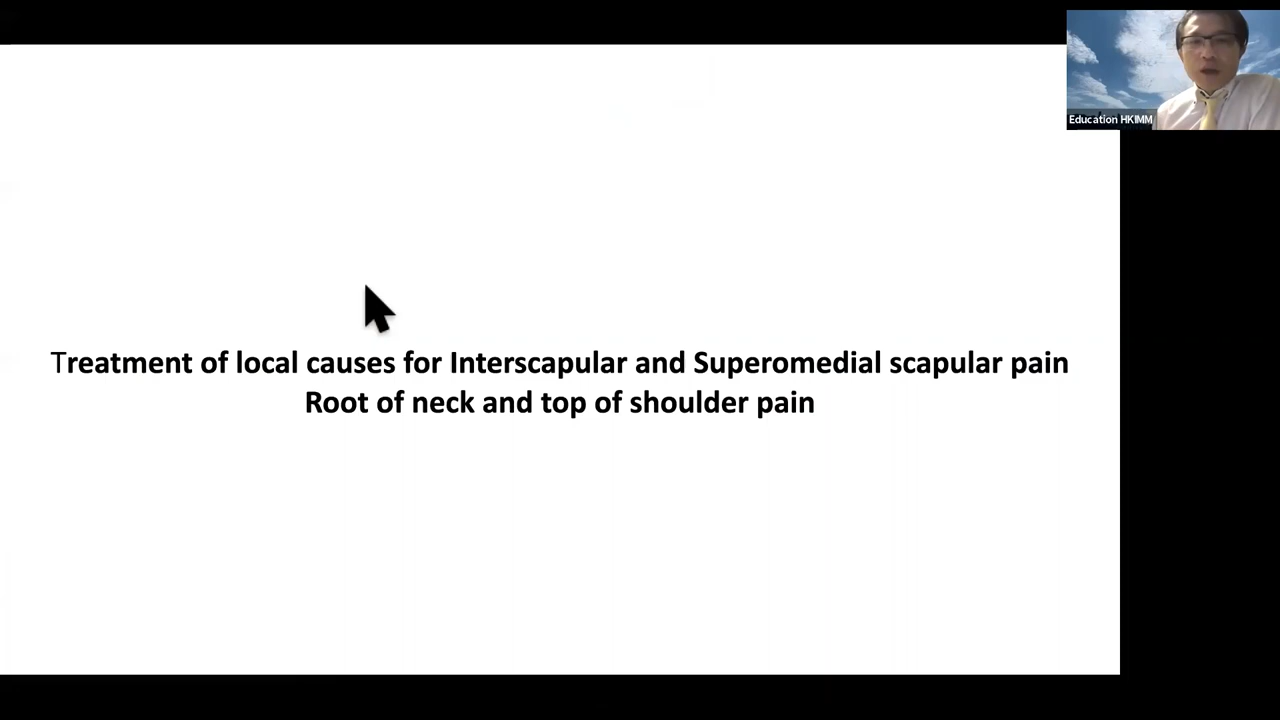 Education HKIMM
Treatment of local causes for Interscapular and Superomedial scapular pain
Root of neck and top of shoulder pain